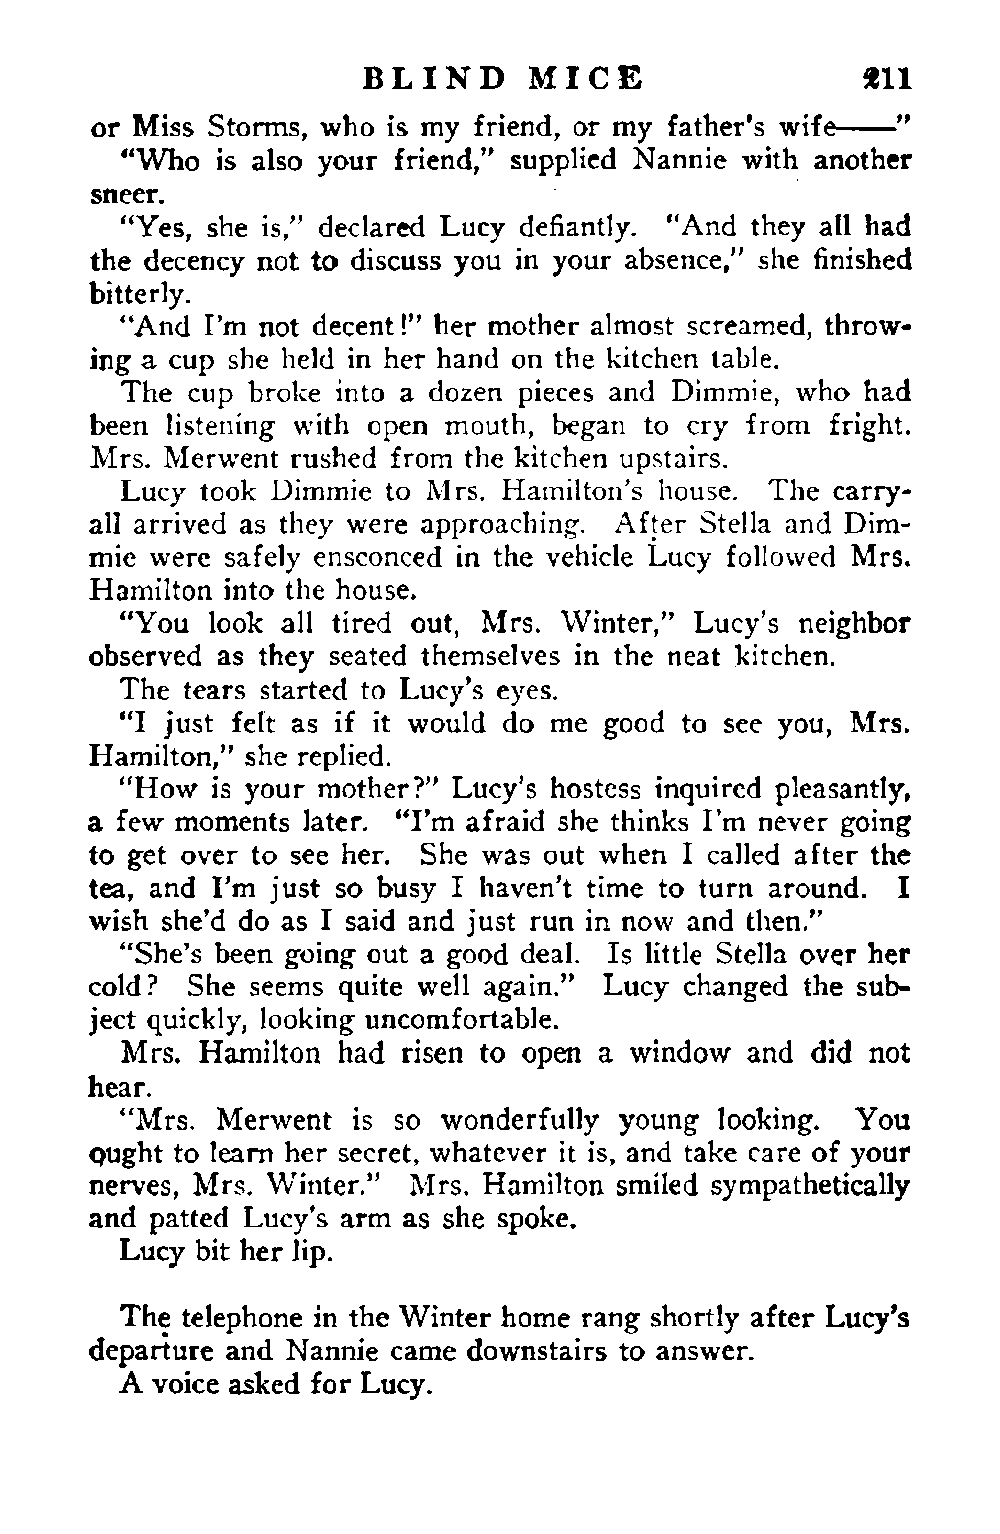 BLIND MICE 211
or Miss Storms, who is my friend, or my father's wife——"
"Who is also your friend," supplied Nannie with another
sneer.
"Yes, she is," declared Lucy defiantly. "And they all had
the decency not to discuss you in your absence," she finished
bitterly.
"And I'm not decent!" her mother almost screamed, throw-
ing a cup she held in her hand on the kitchen table.
The cup broke into a dozen pieces and Dimmie, who had
been listening with open mouth, began to cry from fright.
Mrs. Merwent rushed from the kitchen upstairs.
Lucy took Dimmie to Mrs. Hamilton's house. The carry-
all arrived as they were approaching. After Stella and Dim-
mie were safely ensconced in the vehicle Lucy followed Mrs.
Hamilton into the house.
"You look all tired out, Mrs. Winter," Lucy's neighbor
observed as they seated themselves in the neat kitchen.
The tears started to Lucy's eyes.
"I just felt as if it would do me good to see you, Mrs.
Hamilton," she replied.
"How is your mother?" Lucy's hostess inquired pleasantly,
a few moments later. "I'm afraid she thinks I'm never going
to get over to see her. She was out when I called after the
tea, and I'm just so busy I haven't time to turn around. I
wish she'd do as I said and just run in now and then."
"She's been going out a good deal. Is little Stella over her
cold? She seems quite well again." Lucy changed the sub-
ject quickly, looking uncomfortable.
Mrs. Hamilton had risen to open a window and did not
hear.
"Mrs. Merwent is so wonderfully young looking. You
ought to learn her secret, whatever it is, and take care of your
nerves, Mrs. Winter." Mrs. Hamilton smiled sympathetically
and patted Lucy's arm as she spoke.
Lucy bit her lip.
The telephone in the Winter home rang shortly after Lucy's
departure and Nannie came downstairs to answer.
A voice asked for Lucy.